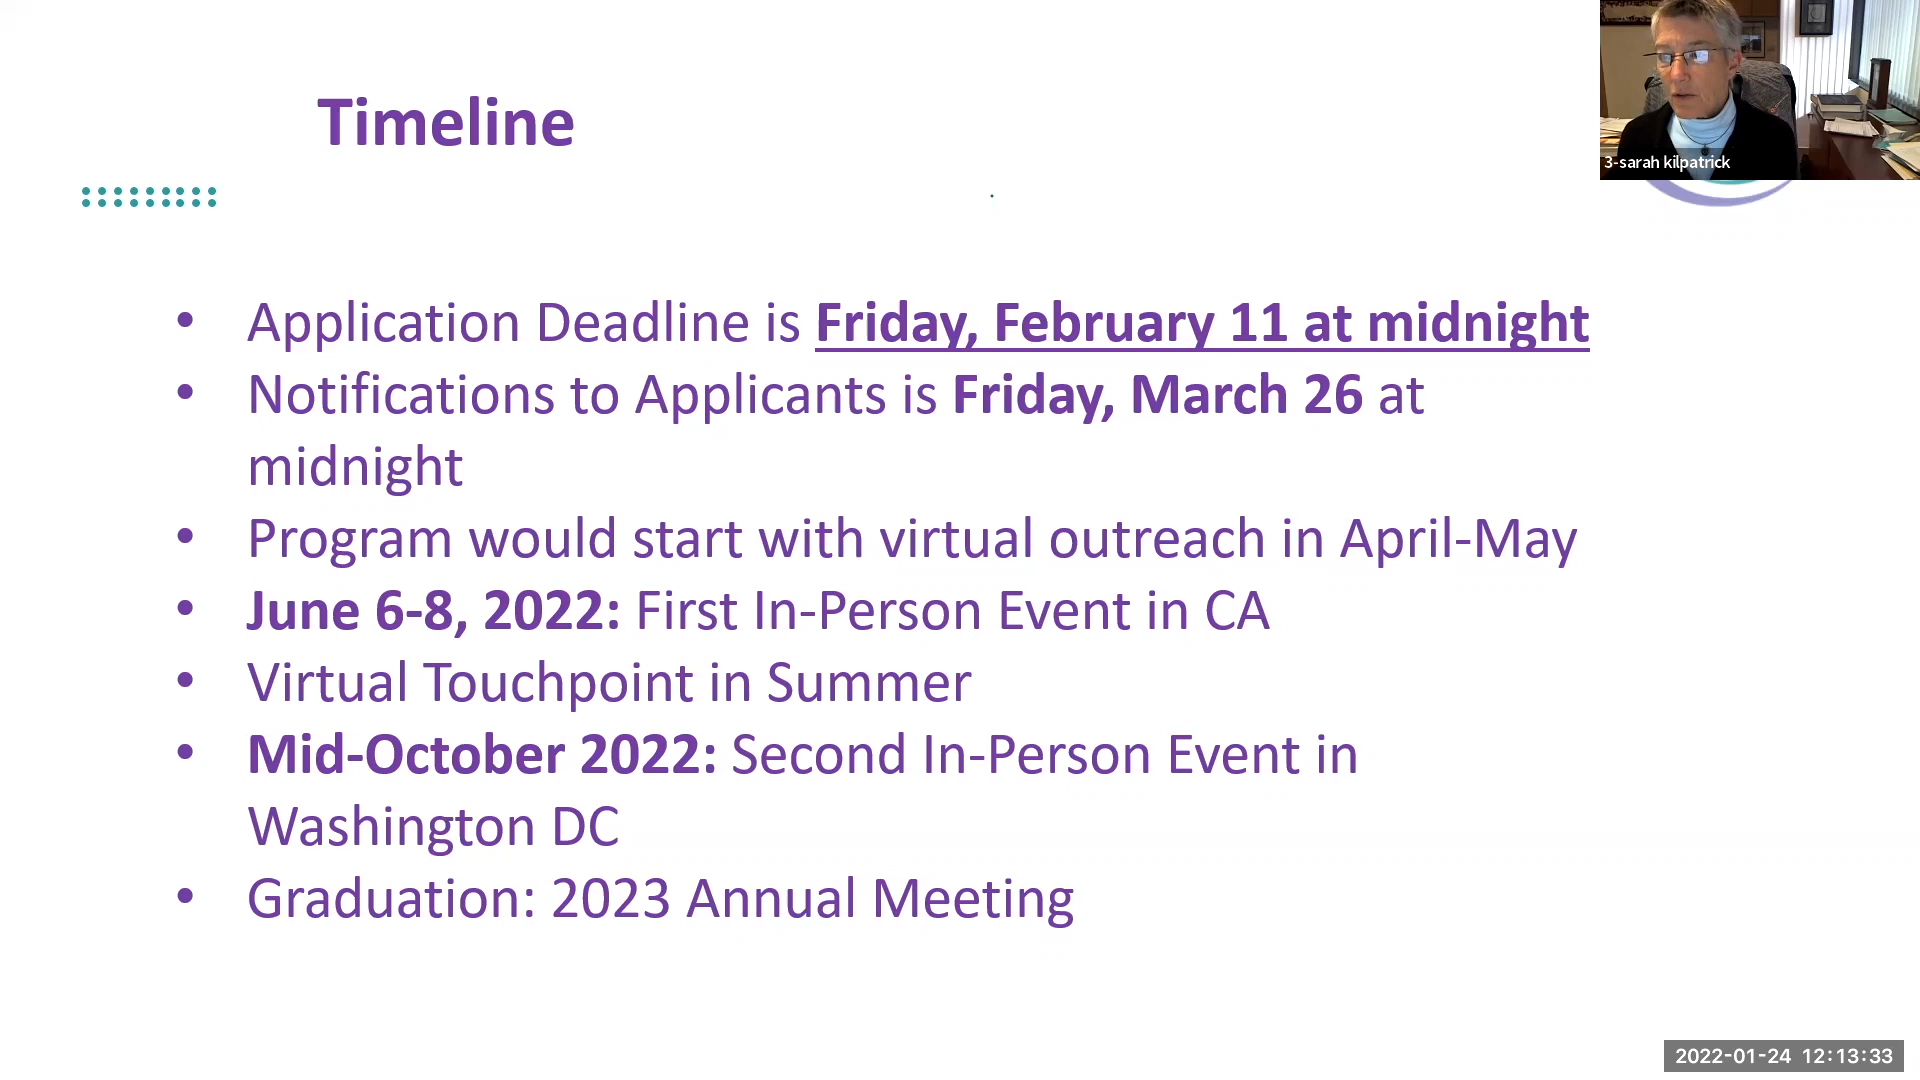 Timeline
3-sarah kilpatrick
• Application Deadline is Friday, February 11 at midnight
• Notifications to Applicants is Friday, March 26 at
midnight
• Program would start with virtual outreach in April-May
• June 6-8, 2022: First In-Person Event in CA
• Virtual Touchpoint in Summer
• Mid-October 2022: Second In-Person Event in
Washington DC
• Graduation: 2023 Annual Meeting
2022-01-24 12:13:33